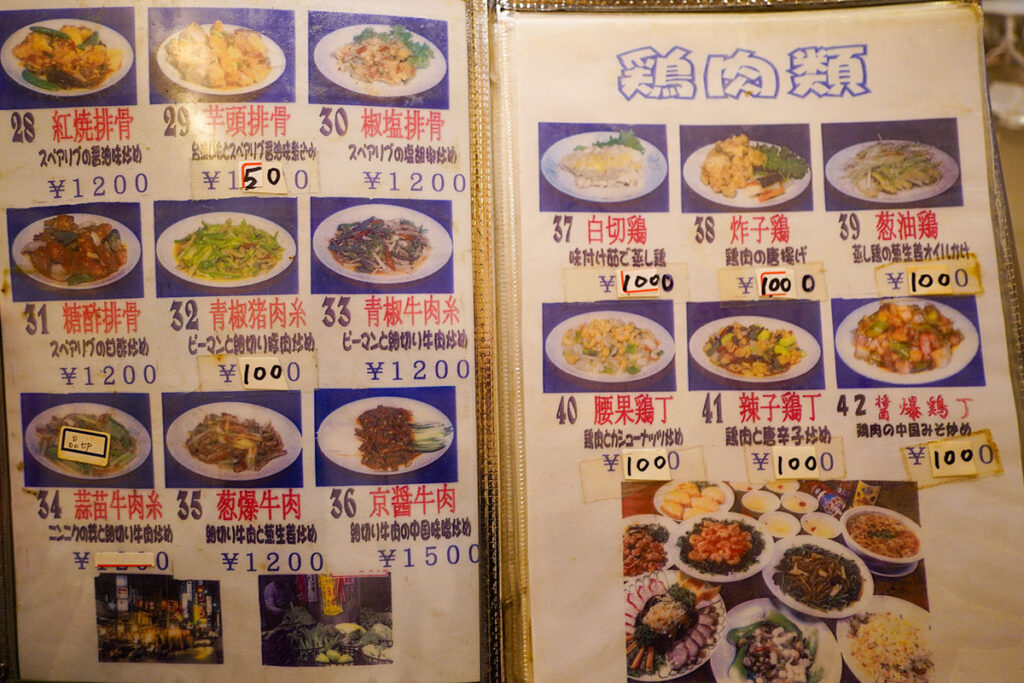 28 紅焼排骨
スペアリブの醤油味炒め
¥1200
29 芋頭排骨
¥1500
30 椒塩排骨
スペアリブの塩胡椒炒め
¥1200
31 糖酢排骨
スペアリブの甘酢炒め
¥1200
32 青椒猪肉糸
ピーマンと細切り豚肉炒め
¥1000
33 青椒牛肉糸
ピーマンと細切り牛肉炒め
¥1200
34 蒜苗牛肉糸
ニンニクの芽と細切り牛肉炒め
35 葱爆牛肉
細切り牛肉と葱生姜炒め
¥1200
36 京醤牛肉
細切り牛肉の中国味噌炒め
¥1500
鶏肉類
37 白切鶏
味付け茹で蒸し鶏
¥1000
38 炸子鶏
鶏肉の唐揚げ
¥1000
39 葱油鶏
蒸し鶏の葱生姜オイルかけ
¥1000
40 腰果鶏丁
鶏肉とカシューナッツ炒め
¥1000
41 辣子鶏丁
鶏肉と唐辛子炒め
¥1000
42 醤爆鶏丁
鶏肉の中国みそ炒め
¥1000